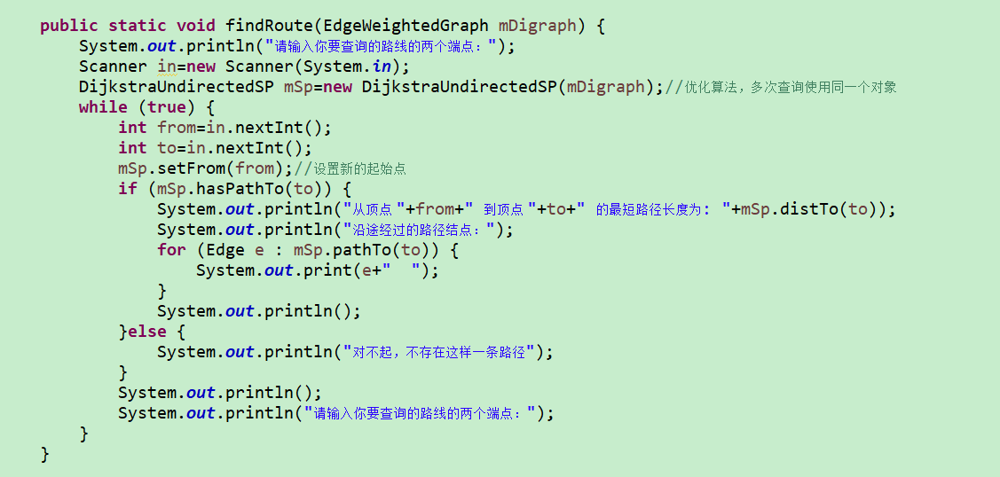 public static void findRoute(EdgeWeightedGraph mDigraph) {
System.out.println("请输入你要查询的路线的两个端点：");
Scanner in=new Scanner(System.in);
DijkstraUndirectedSP mSp=new DijkstraUndirectedSP(mDigraph);//优化算法，多次查询使用同一个对象
while (true) {
int from=in.nextInt();
int to=in.nextInt();
mSp.setFrom(from);//设置新的起始点
if (mSp.hasPathTo(to)) {
System.out.println("从顶点"+from+" 到顶点"+to+" 的最短路径长度为: "+mSp.distTo(to));
System.out.println("沿途经过的路径结点：");
for (Edge e : mSp.pathTo(to)) {
System.out.print(e+"  ");
}
System.out.println();
}else {
System.out.println("对不起，不存在这样一条路径");
}
System.out.println();
System.out.println("请输入你要查询的路线的两个端点：");
}
}